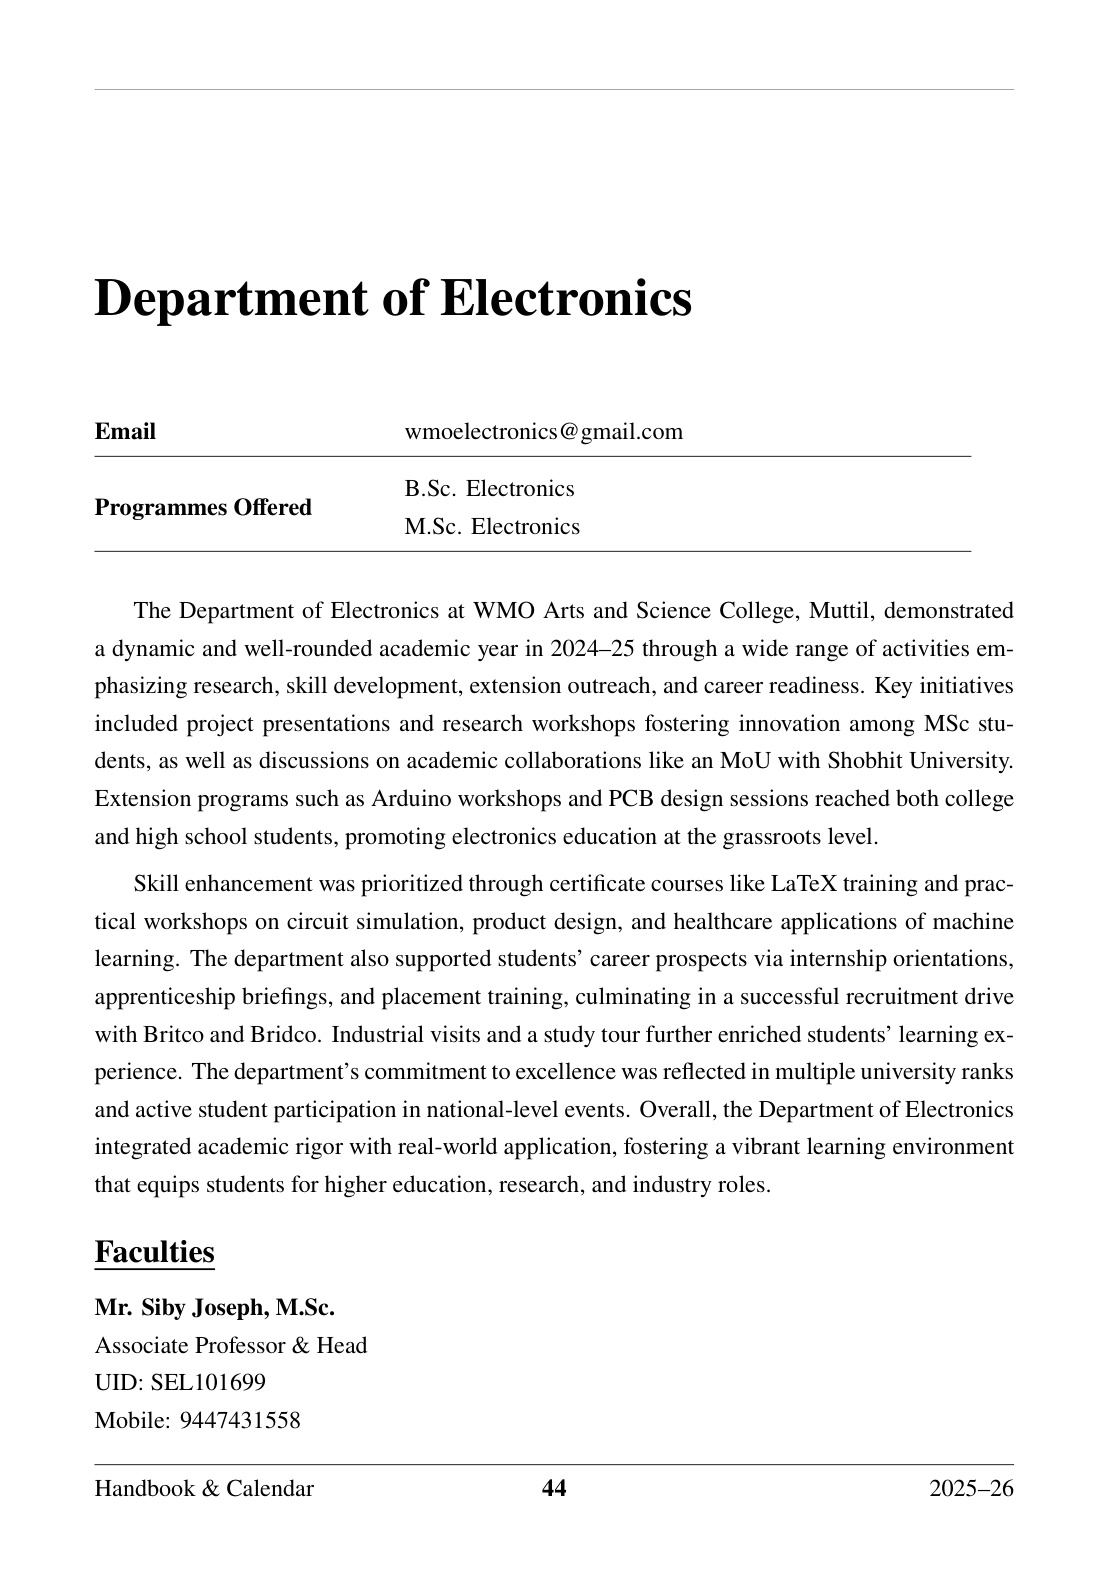 Department of Electronics
Email wmoelectronics@gmail.com
Programmes Offered
B.Sc. Electronics
M.Sc. Electronics
The Department of Electronics at WMO Arts and Science College, Muttil, demonstrated
a dynamic and well-rounded academic year in 2024–25 through a wide range of activities em-
phasizing research, skill development, extension outreach, and career readiness. Key initiatives
included project presentations and research workshops fostering innovation among MSc stu-
dents, as well as discussions on academic collaborations like an MoU with Shobhit University.
Extension programs such as Arduino workshops and PCB design sessions reached both college
and high school students, promoting electronics education at the grassroots level.
Skill enhancement was prioritized through certificate courses like LaTeX training and prac-
tical workshops on circuit simulation, product design, and healthcare applications of machine
learning. The department also supported students’ career prospects via internship orientations,
apprenticeship briefings, and placement training, culminating in a successful recruitment drive
with Britco and Bridco. Industrial visits and a study tour further enriched students’ learning ex-
perience. The department’s commitment to excellence was reflected in multiple university ranks
and active student participation in national-level events. Overall, the Department of Electronics
integrated academic rigor with real-world application, fostering a vibrant learning environment
that equips students for higher education, research, and industry roles.
Faculties
Mr. Siby Joseph, M.Sc.
Associate Professor & Head
UID: SEL101699
Mobile: 9447431558
Handbook & Calendar 44 2025–26